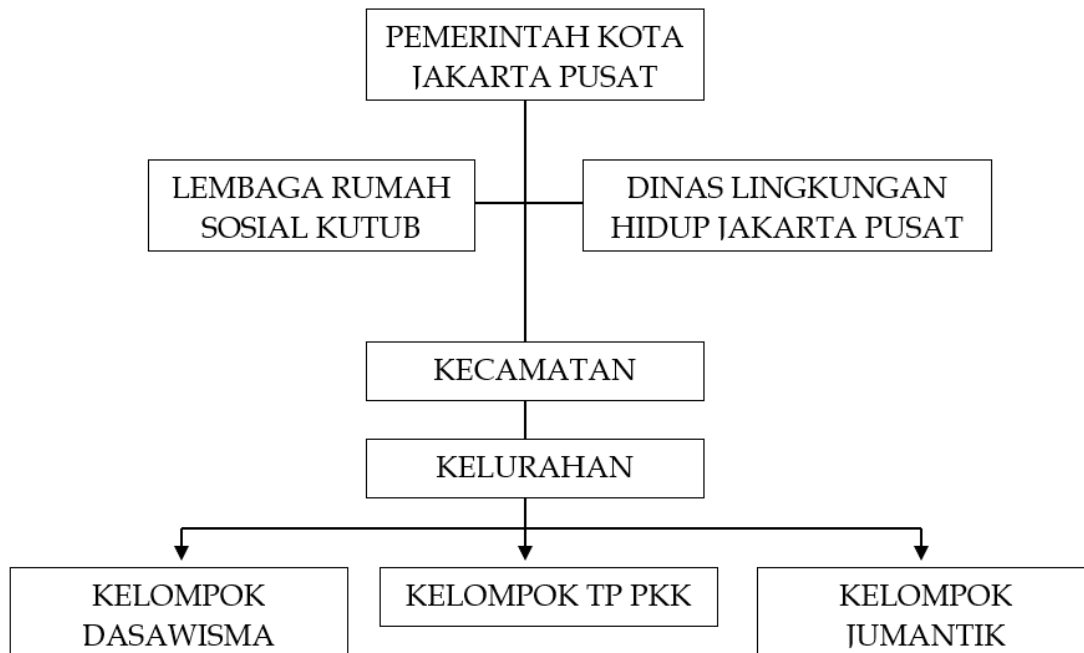 PEMERINTAH KOTA
JAKARTA PUSAT
LEMBAGA RUMAH
SOSIAL KUTUB
DINAS LINGKUNGAN
HIDUP JAKARTA PUSAT
KECAMATAN
KELURAHAN
KELOMPOK
DASAWISMA
KELOMPOK TP PKK
KELOMPOK
JUMANTIK